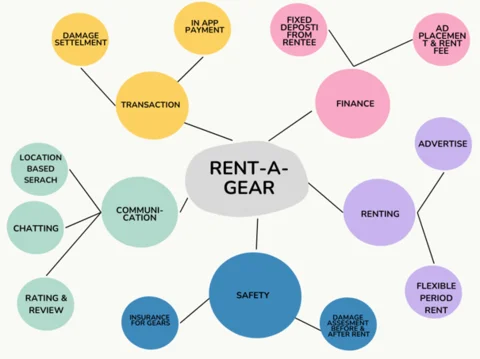 DAMAGE
SETTELMENT
IN APP
PAYMENT
TRANSACTION
FIXED
DEPOSTI
FROM
RENTEE
AD
PLACEMEN
T & RENT
FEE
FINANCE
RENT-A-
GEAR
LOCATION
BASED
SERACH
CHATTING
RATING &
REVIEW
COMMUNI-
CATION
ADVERTISE
RENTING
FLEXIBLE
PERIOD
RENT
SAFETY
INSURANCE
FOR GEARS
DAMAGE
ASSESMENT
BEFORE &
AFTER RENT